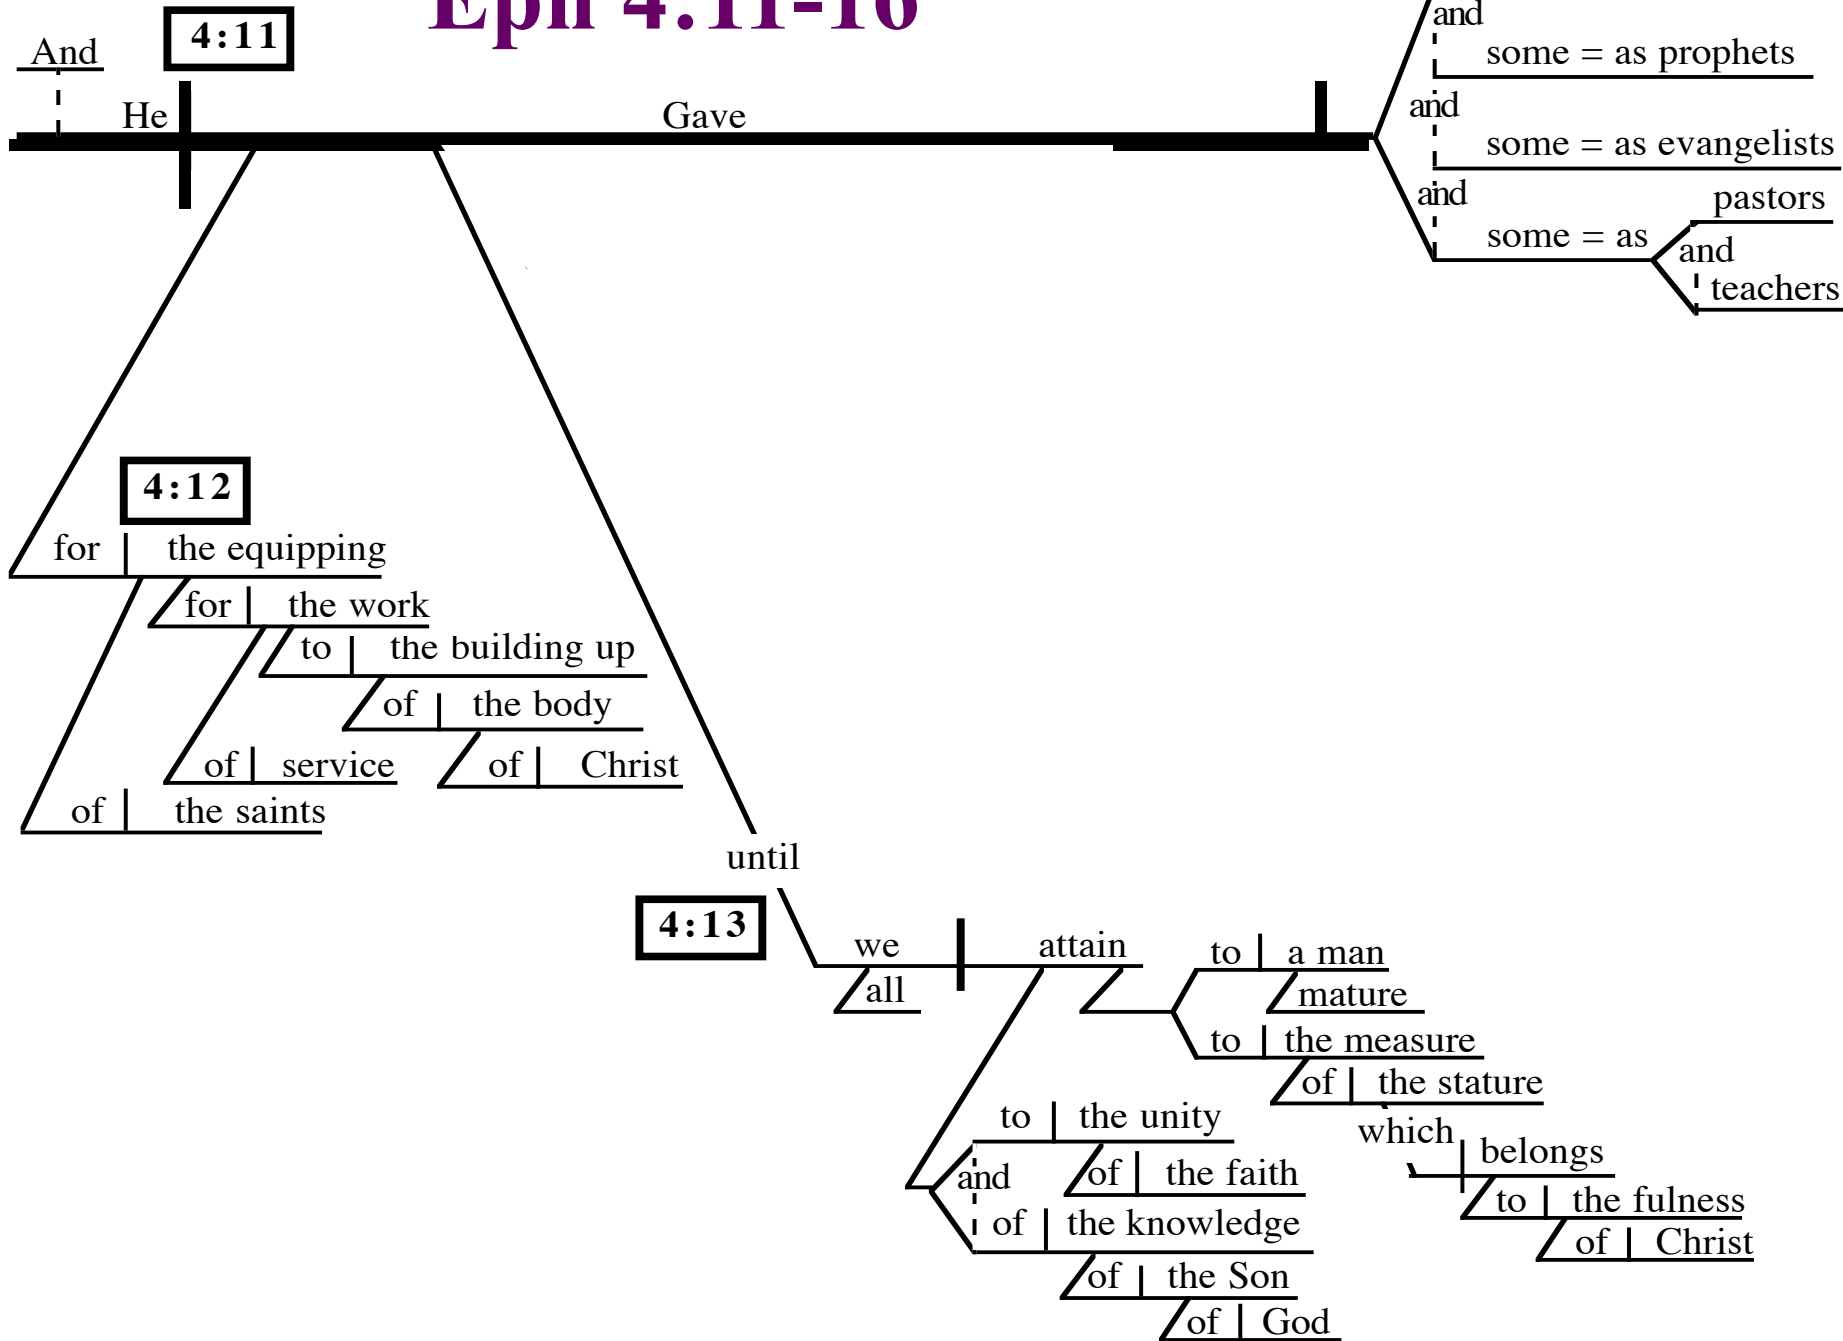 Eph 4:11-16
4:11
And
He
Gave
and
some = as prophets
and
some = as evangelists
and
some = as
pastors
and
teachers
4:12
for the equipping
for the work
to the building up
of the body
of service
of Christ
of the saints
until
4:13
we attain
all
to a man
mature
to the measure
of the stature
which
belongs
to the fulness
of Christ
to the unity
of the faith
and
of the knowledge
of the Son
of God